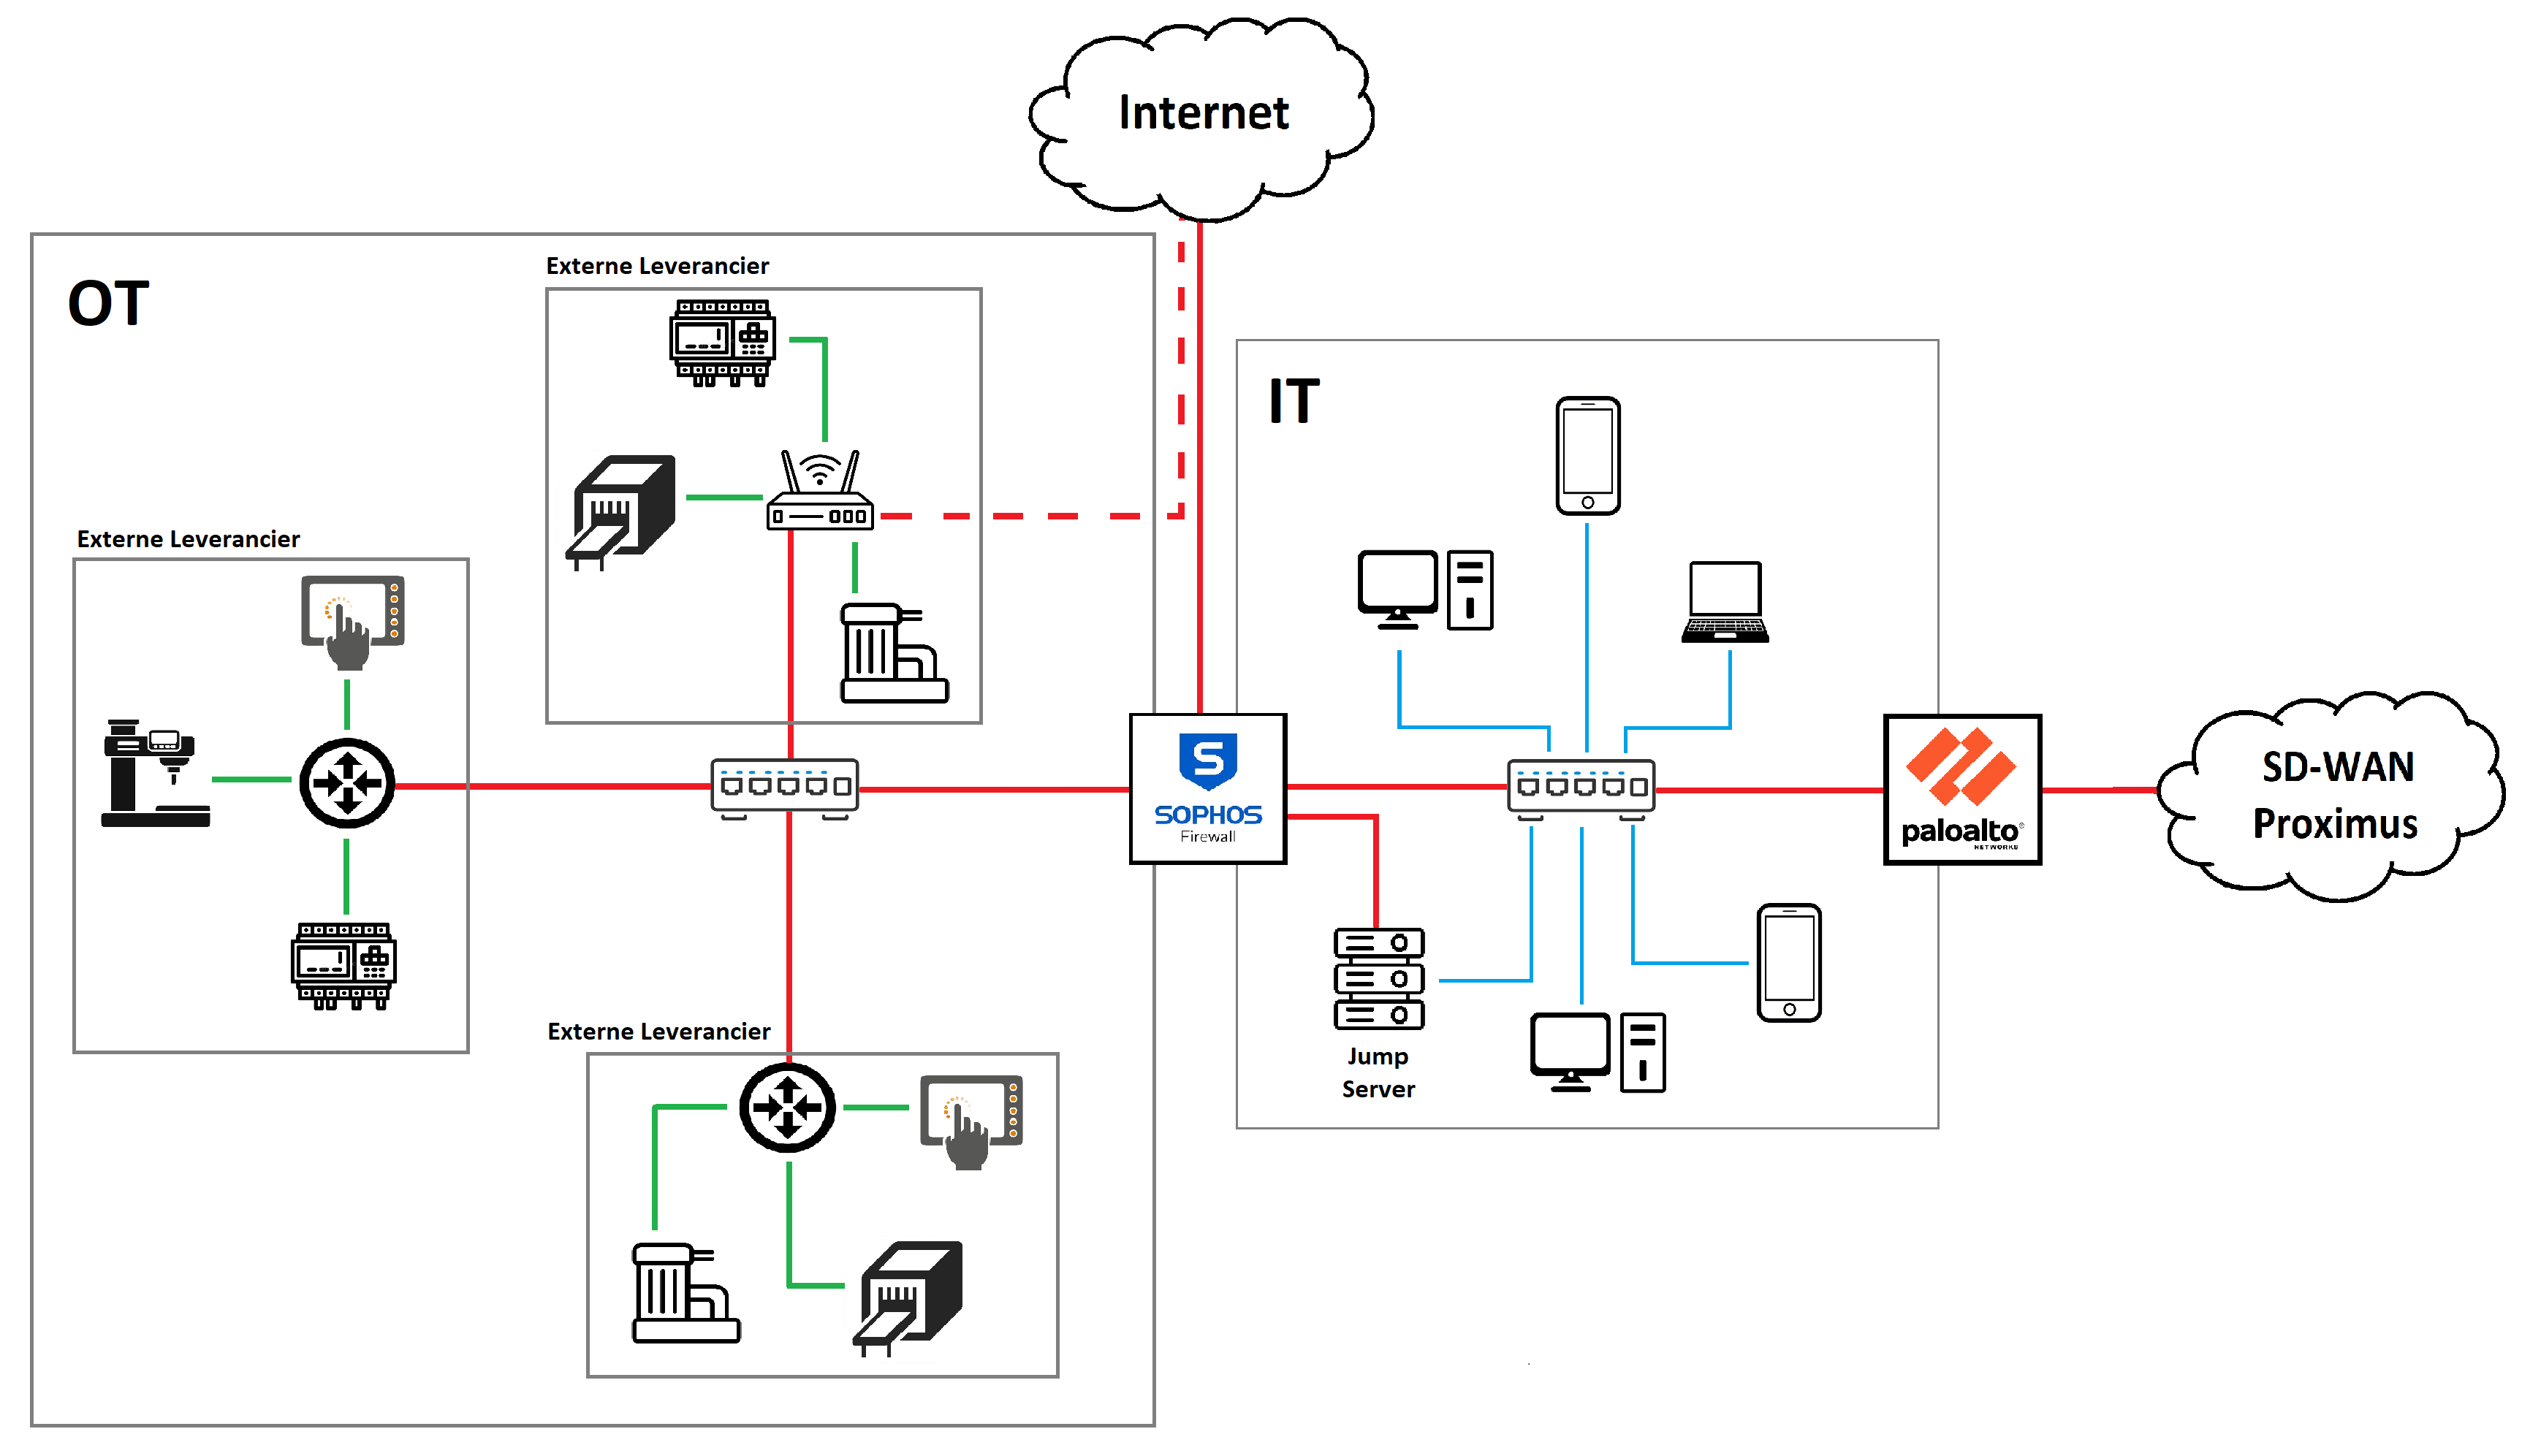 Internet
OT
Externe Leverancier
IT
Externe Leverancier
S
SOPHOS
Firewall
paloalto®
NETWORKS
SD-WAN
Proximus
Externe Leverancier
Jump
Server